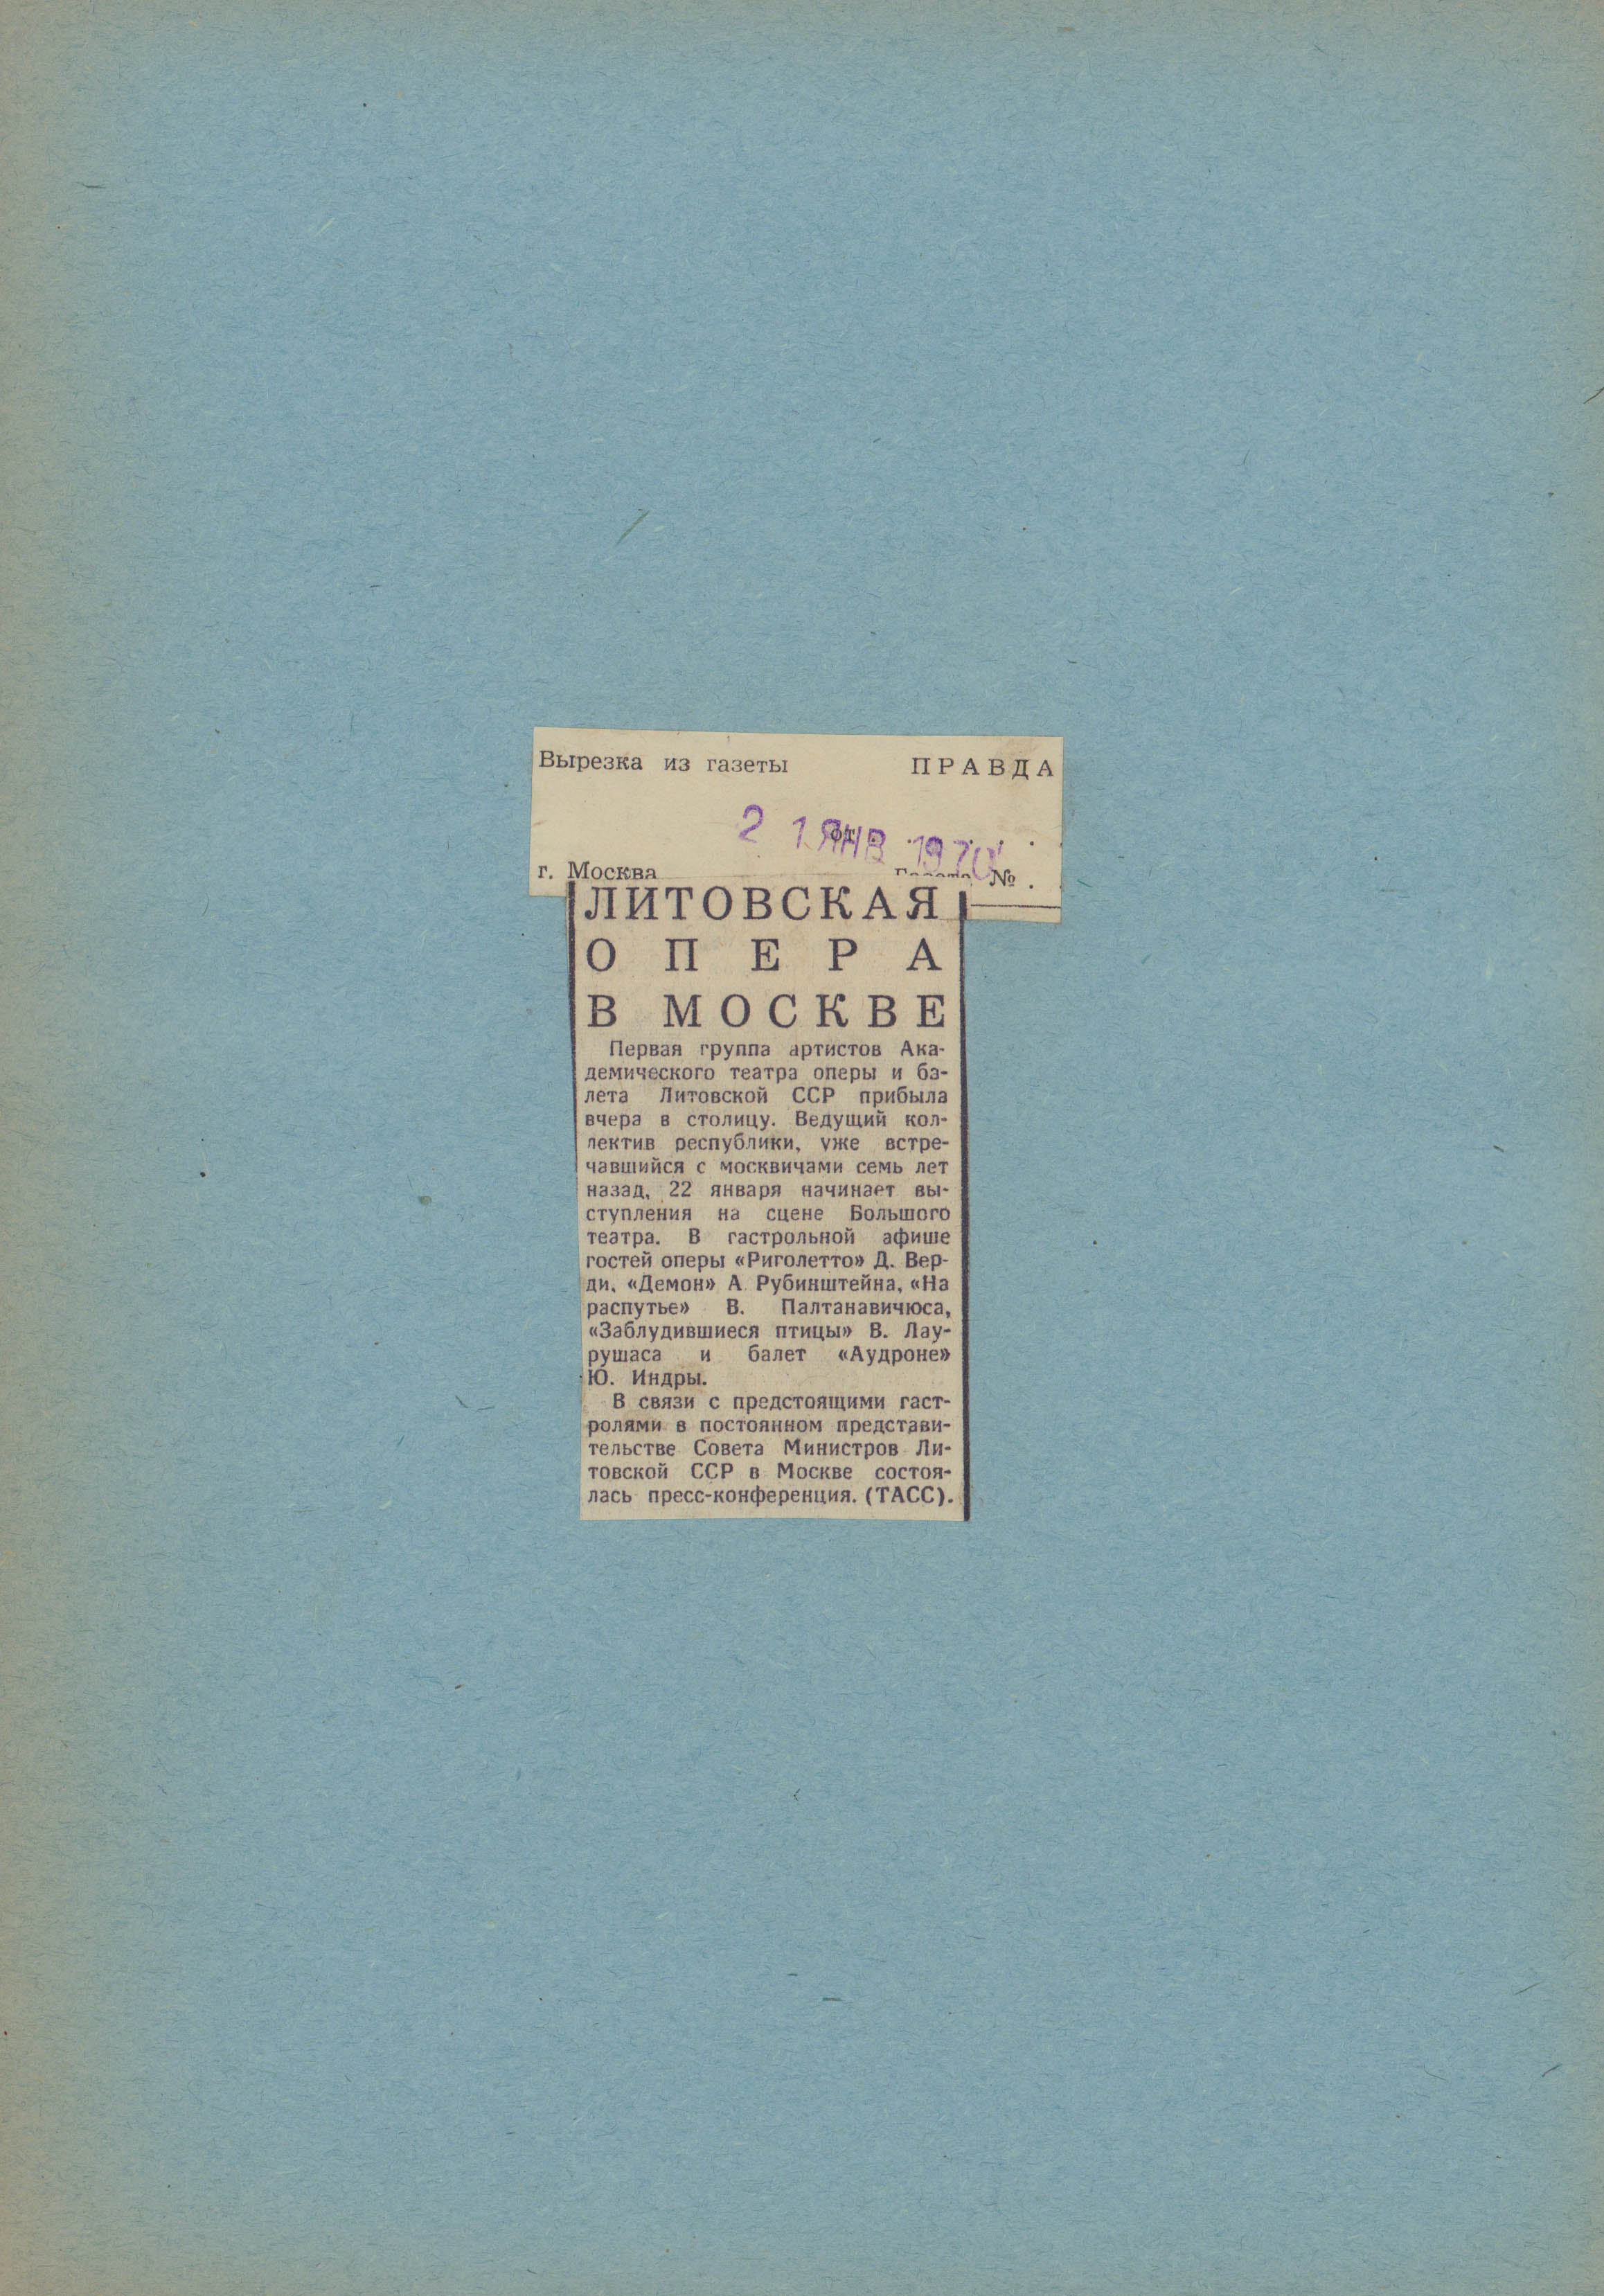 Вырезка из газеты ПРАВДА
от
2 1 ЯНВ 1970
г. Москва Газета №
ЛИТОВСКАЯ
ОПЕРА
В МОСКВЕ
Первая группа артистов Ака-
демического театра оперы и ба-
лета Литовской ССР прибыла
вчера в столицу. Ведущий кол-
лектив республики, уже встре-
чавшийся с москвичами семь лет
назад, 22 января начинает вы-
ступления на сцене Большого
театра. В гастрольной афише
гостей оперы «Риголетто» Д. Вер-
ди, «Демон» А. Рубинштейна, «На
распутье» В. Палтанавичюса,
«Заблудившиеся птицы» В. Лау-
рушаса и балет «Аудроне»
Ю. Индры.
В связи с предстоящими гаст-
ролями в постоянном представи-
тельстве Совета Министров Ли-
товской ССР в Москве состоя-
лась пресс-конференция. (ТАСС).